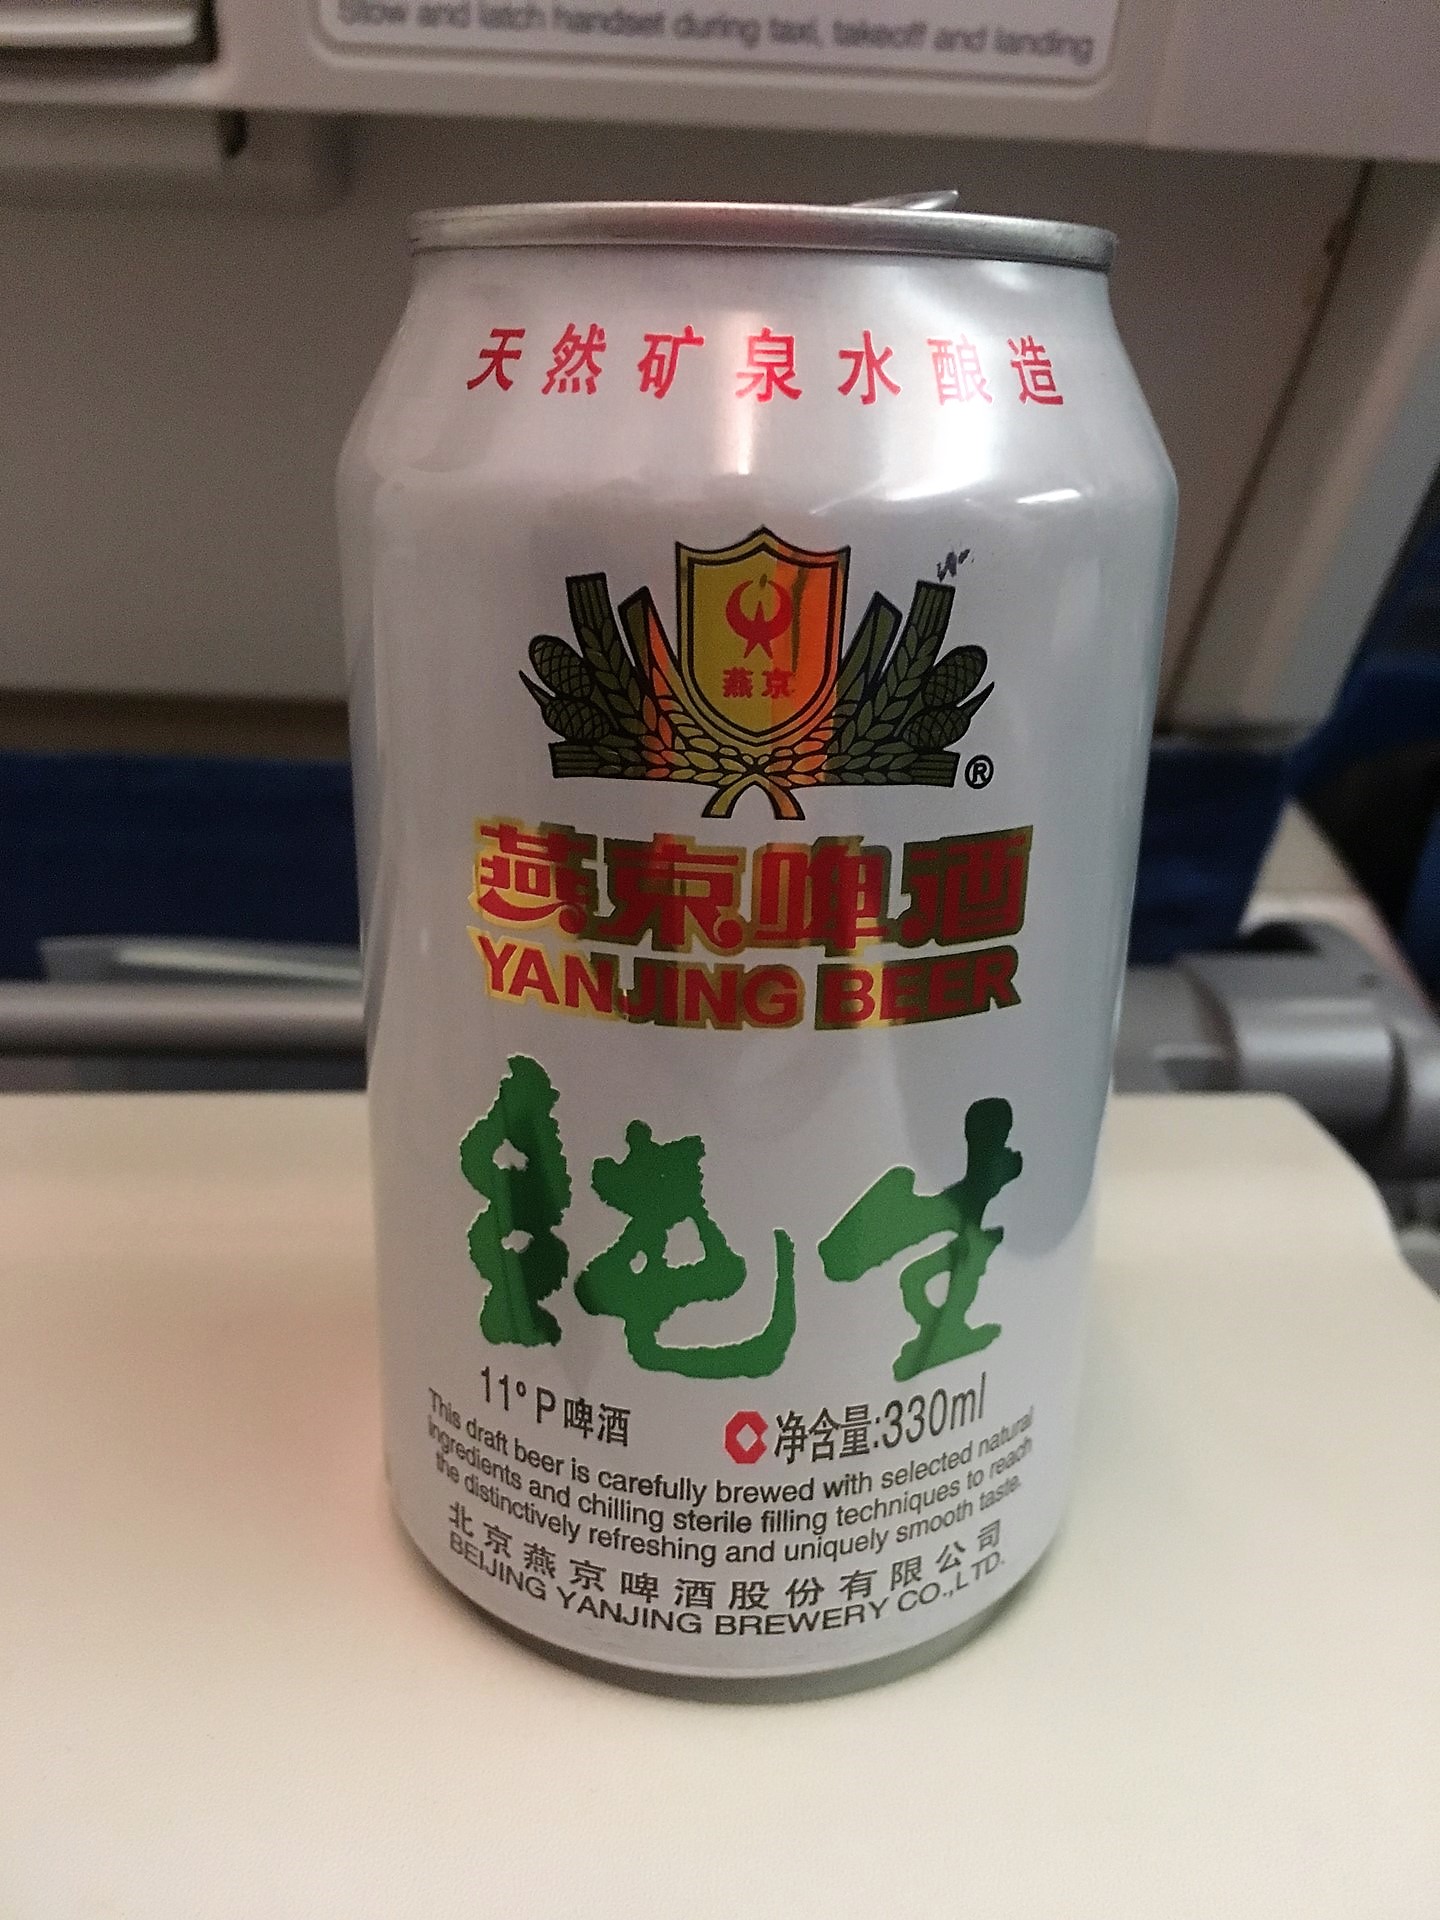 Stow and latch handset during taxi, takeoff and landing
天然矿泉水酿造
燕京
®
燕京啤酒
YANJING BEER
纯生
11° P啤酒
净含量:330ml
This draft beer is carefully brewed with selected natural
ingredients and chilling sterile filling techniques to reach
the distinctively refreshing and uniquely smooth taste.
北京燕京啤酒股份有限公司
BEIJING YANJING BREWERY CO.,LTD.